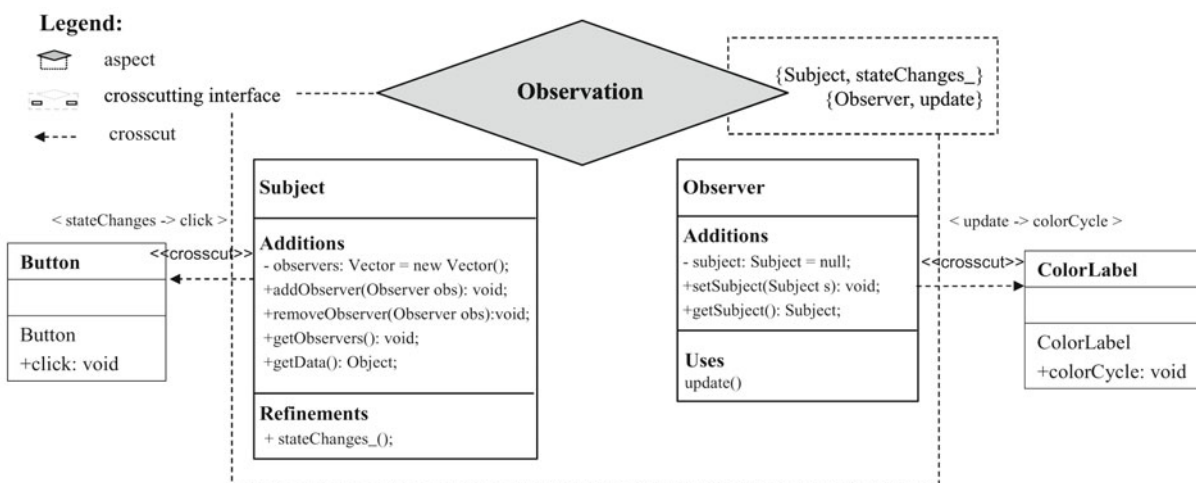 Legend:
aspect
crosscutting interface
crosscut
Observation
{Subject, stateChanges_}
{Observer, update}
< stateChanges -> click >
<<crosscut>>
Button
Button
+click: void
Subject
Additions
- observers: Vector = new Vector();
+addObserver(Observer obs): void;
+removeObserver(Observer obs):void;
+getObservers(): void;
+getData(): Object;
Refinements
+ stateChanges_();
Observer
Additions
- subject: Subject = null;
+setSubject(Subject s): void;
+getSubject(): Subject;
Uses
update()
< update -> colorCycle >
<<crosscut>>
ColorLabel
ColorLabel
+colorCycle: void